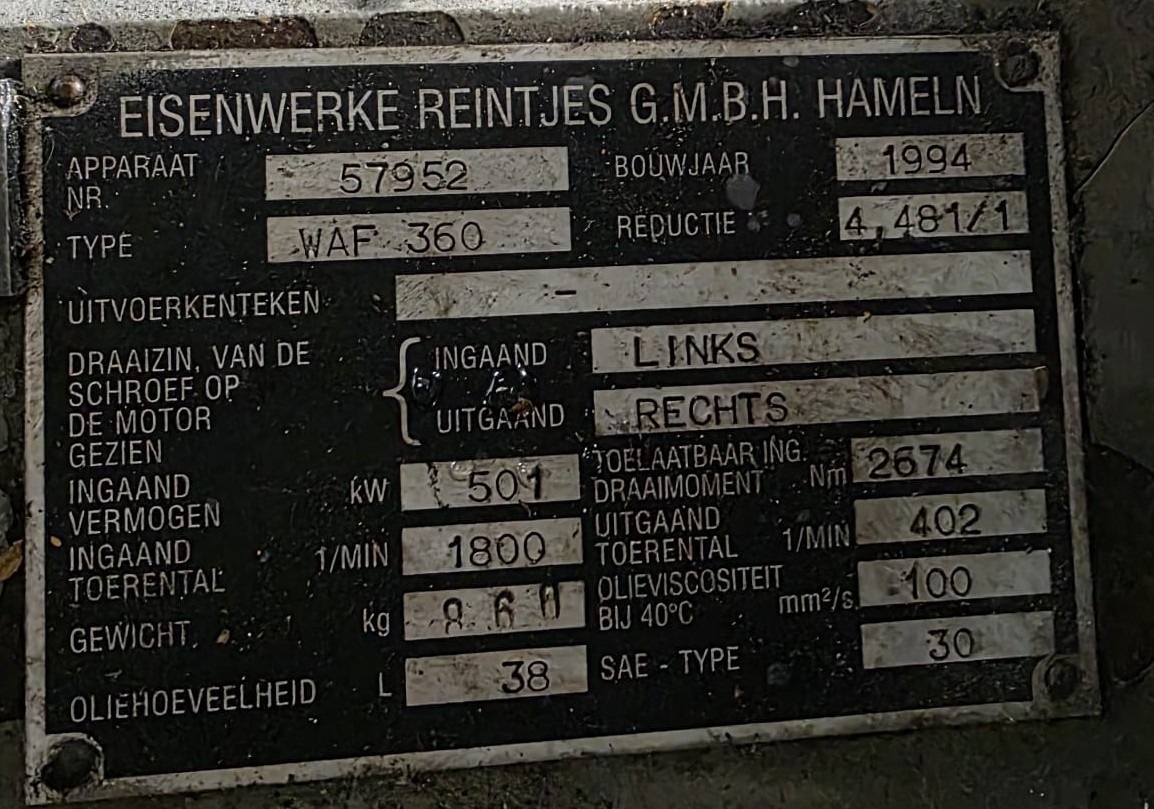 EISENWERKE REINTJES G.M.B.H. HAMELN
APPARAAT NR. 57952 BOUWJAAR 1994
TYPE WAF 360 REDUCTIE 4,481/1
UITVOERKENTEKEN -
DRAAIZIN, VAN DE
SCHROEF OP
DE MOTOR
GEZIEN
INGAAND LINKS
UITGAAND RECHTS
INGAAND VERMOGEN kW 501
TOELAATBAAR ING. DRAAIMOMENT Nm 2674
INGAAND TOERENTAL 1/MIN 1800
UITGAAND TOERENTAL 1/MIN 402
GEWICHT kg
OLIEVISCOSITEIT BIJ 40°C mm²/s 100
OLIEHOEVEELHEID L 38
SAE - TYPE 30